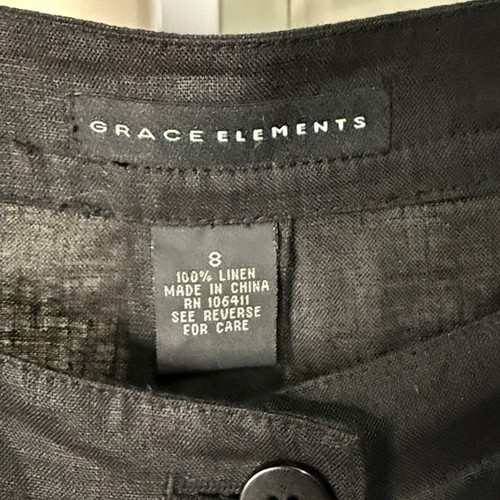 GRACE ELEMENTS
8
100% LINEN
MADE IN CHINA
RN 106411
SEE REVERSE
FOR CARE